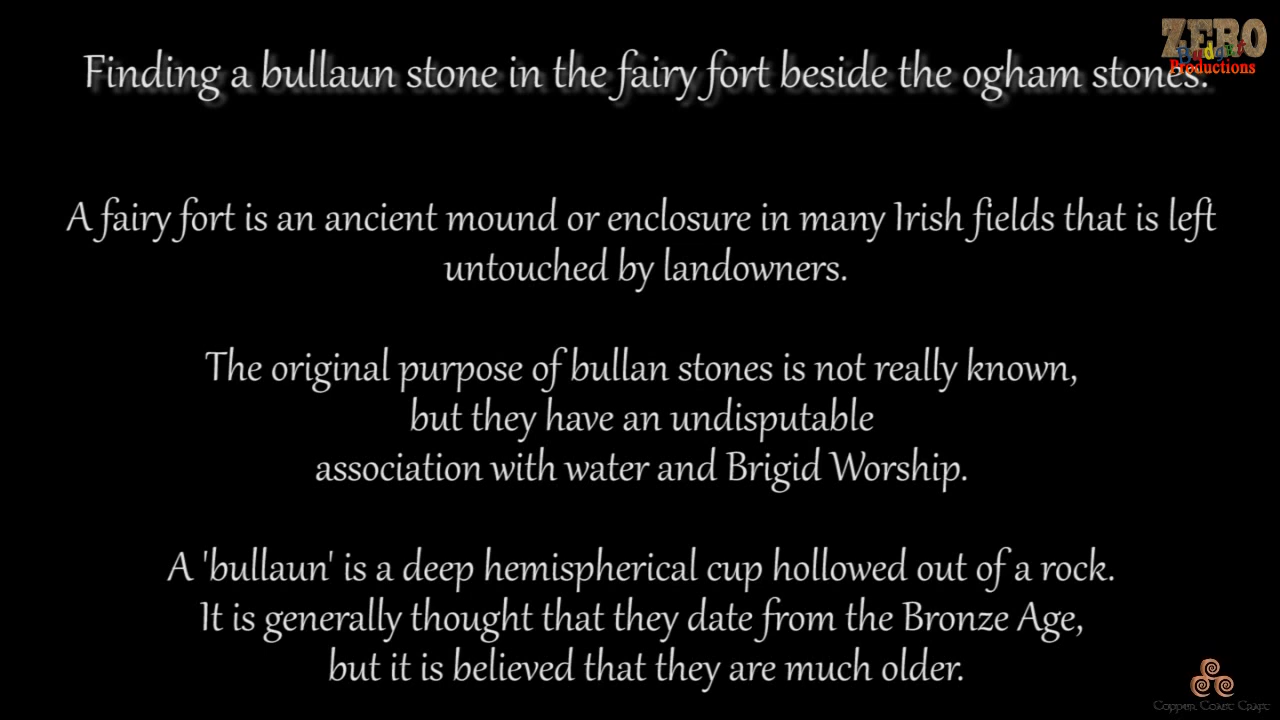 ZERO
Budget
Productions
Finding a bullaun stone in the fairy fort beside the ogham stones.
A fairy fort is an ancient mound or enclosure in many Irish fields that is left
untouched by landowners.
The original purpose of bullan stones is not really known,
but they have an undisputable
association with water and Brigid Worship.
A 'bullaun' is a deep hemispherical cup hollowed out of a rock.
It is generally thought that they date from the Bronze Age,
but it is believed that they are much older.
Copper Coast Craft